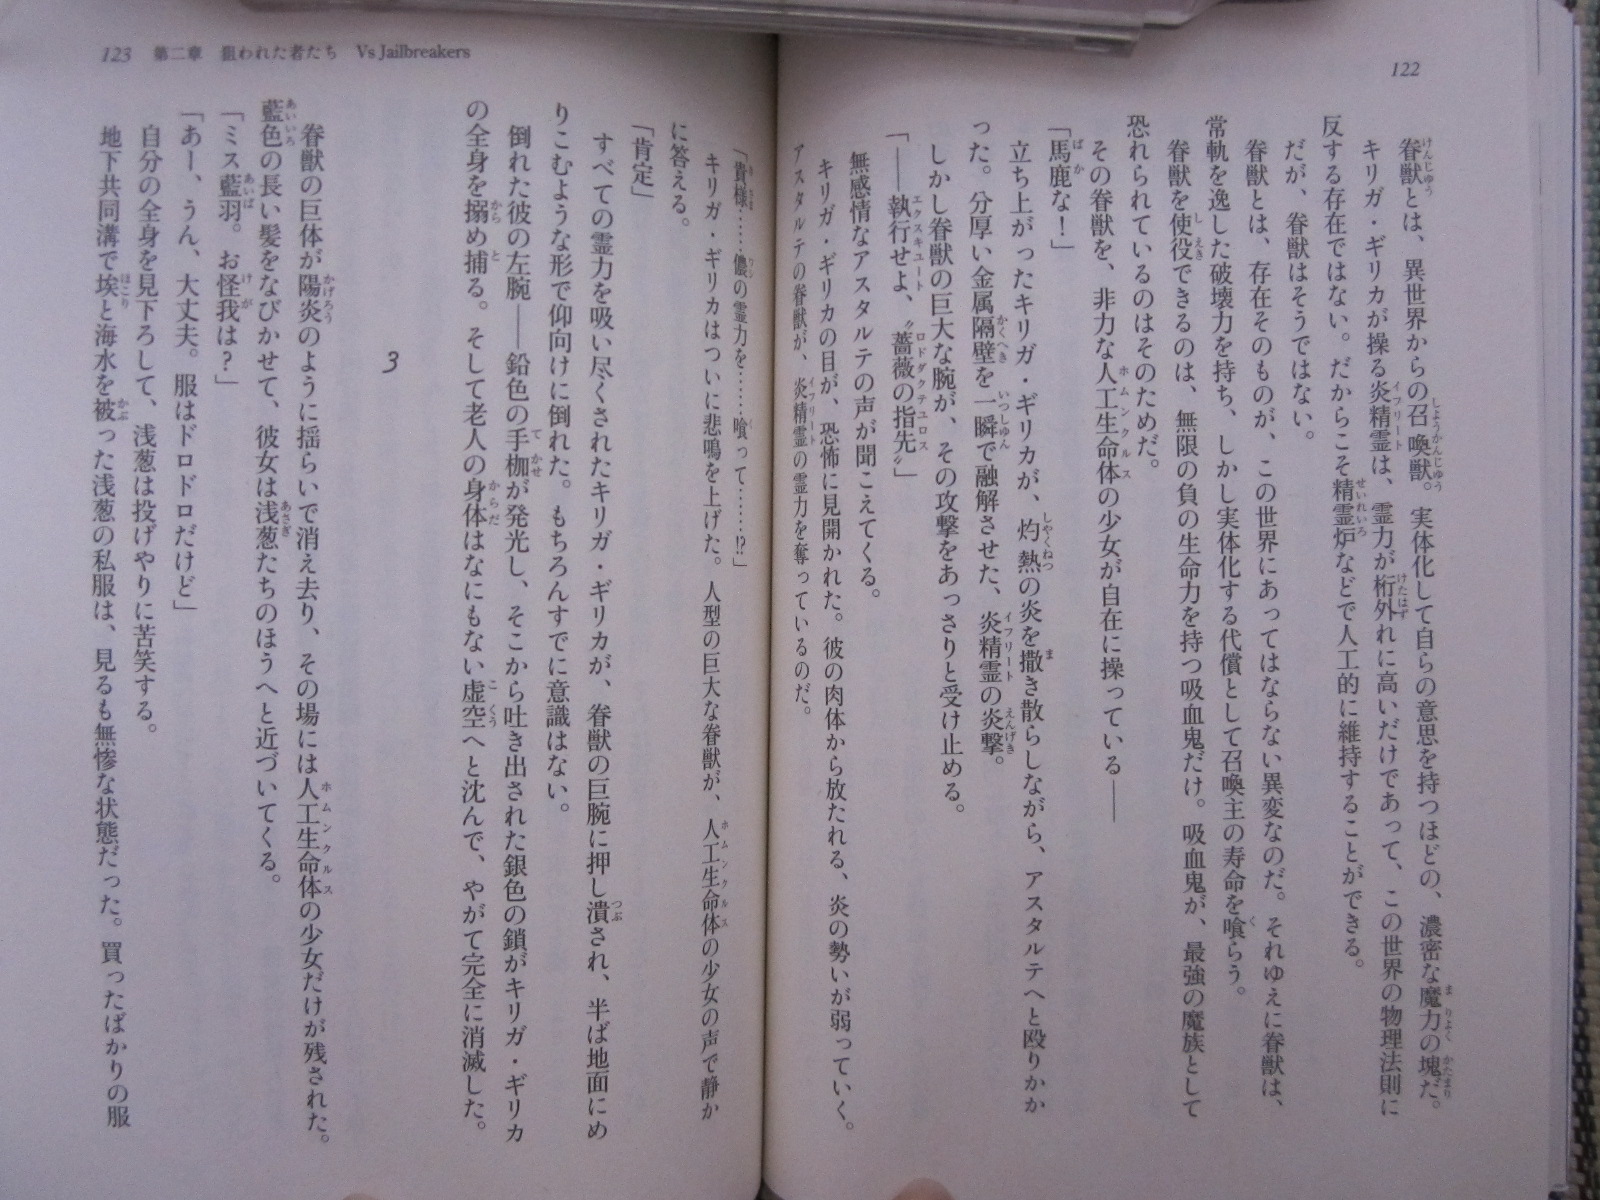 122
眷獣とは、異世界からの召喚獣。実体化して自らの意思を持つほどの、濃密な魔力の塊だ。
キリガ・ギリカが操る炎精霊は、霊力が桁外れに高いだけであって、この世界の物理法則に
反する存在ではない。だからこそ精霊炉などで人工的に維持することができる。
だが、眷獣はそうではない。
眷獣とは、存在そのものが、この世界にあってはならない異変なのだ。それゆえに眷獣は、
常軌を逸した破壊力を持ち、しかし実体化する代償として召喚主の寿命を喰らう。
眷獣を使役できるのは、無限の負の生命力を持つ吸血鬼だけ。吸血鬼が、最強の魔族として
恐れられているのはそのためだ。
その眷獣を、非力な人工生命体の少女が自在に操っている――
「馬鹿な！」
立ち上がったキリガ・ギリカが、灼熱の炎を撒き散らしながら、アスタルテへと殴りかか
った。分厚い金属隔壁を一瞬で融解させた、炎精霊の炎撃。
しかし眷獣の巨大な腕が、その攻撃をあっさりと受け止める。
「――執行せよ、〝薔薇の指先〟」
無感情なアスタルテの声が聞こえてくる。
キリガ・ギリカの目が、恐怖に見開かれた。彼の肉体から放たれる、炎の勢いが弱っていく。
アスタルテの眷獣が、炎精霊の霊力を奪っているのだ。
「貴様……儂の霊力を……喰って……!?」
キリガ・ギリカはついに悲鳴を上げた。人型の巨大な眷獣が、人工生命体の少女の声で静か
に答える。
「肯定」
すべての霊力を吸い尽くされたキリガ・ギリカが、眷獣の巨腕に押し潰され、半ば地面にめ
りこむような形で仰向けに倒れた。もちろんすでに意識はない。
倒れた彼の左腕――鉛色の手枷が発光し、そこから吐き出された銀色の鎖がキリガ・ギリカ
の全身を搦め捕る。そして老人の身体はなにもない虚空へと沈んで、やがて完全に消滅した。
3
眷獣の巨体が陽炎のように揺らいで消え去り、その場には人工生命体の少女だけが残された。
藍色の長い髪をなびかせて、彼女は浅葱たちのほうへと近づいてくる。
「ミス藍羽。お怪我は？」
「あー、うん、大丈夫。服はドロドロだけど」
自分の全身を見下ろして、浅葱は投げやりに苦笑する。
地下共同溝で埃と海水を被った浅葱の私服は、見るも無惨な状態だった。買ったばかりの服
123 第二章 狙われた者たち Vs Jailbreakers